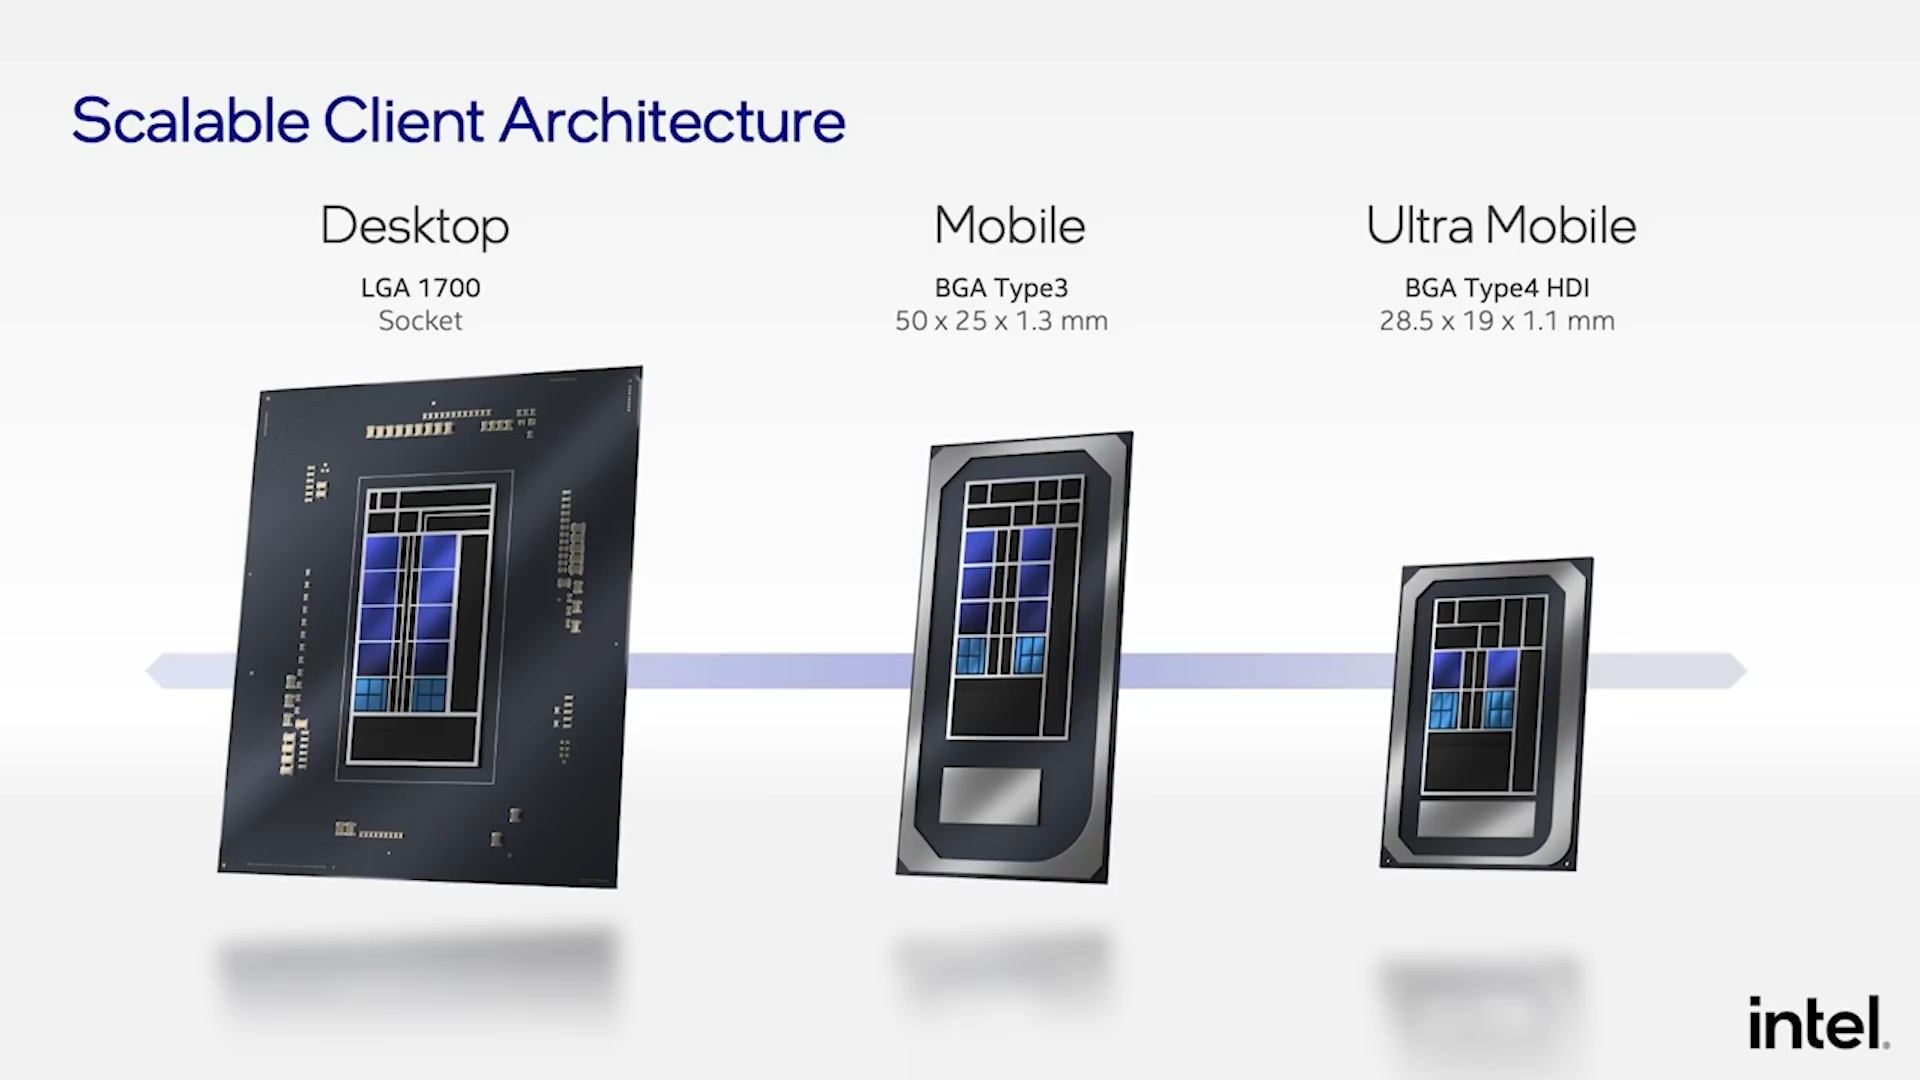 Scalable Client Architecture
Desktop
LGA 1700
Socket
Mobile
BGA Type3
50 x 25 x 1.3 mm
Ultra Mobile
BGA Type4 HDI
28.5 x 19 x 1.1 mm
intel.